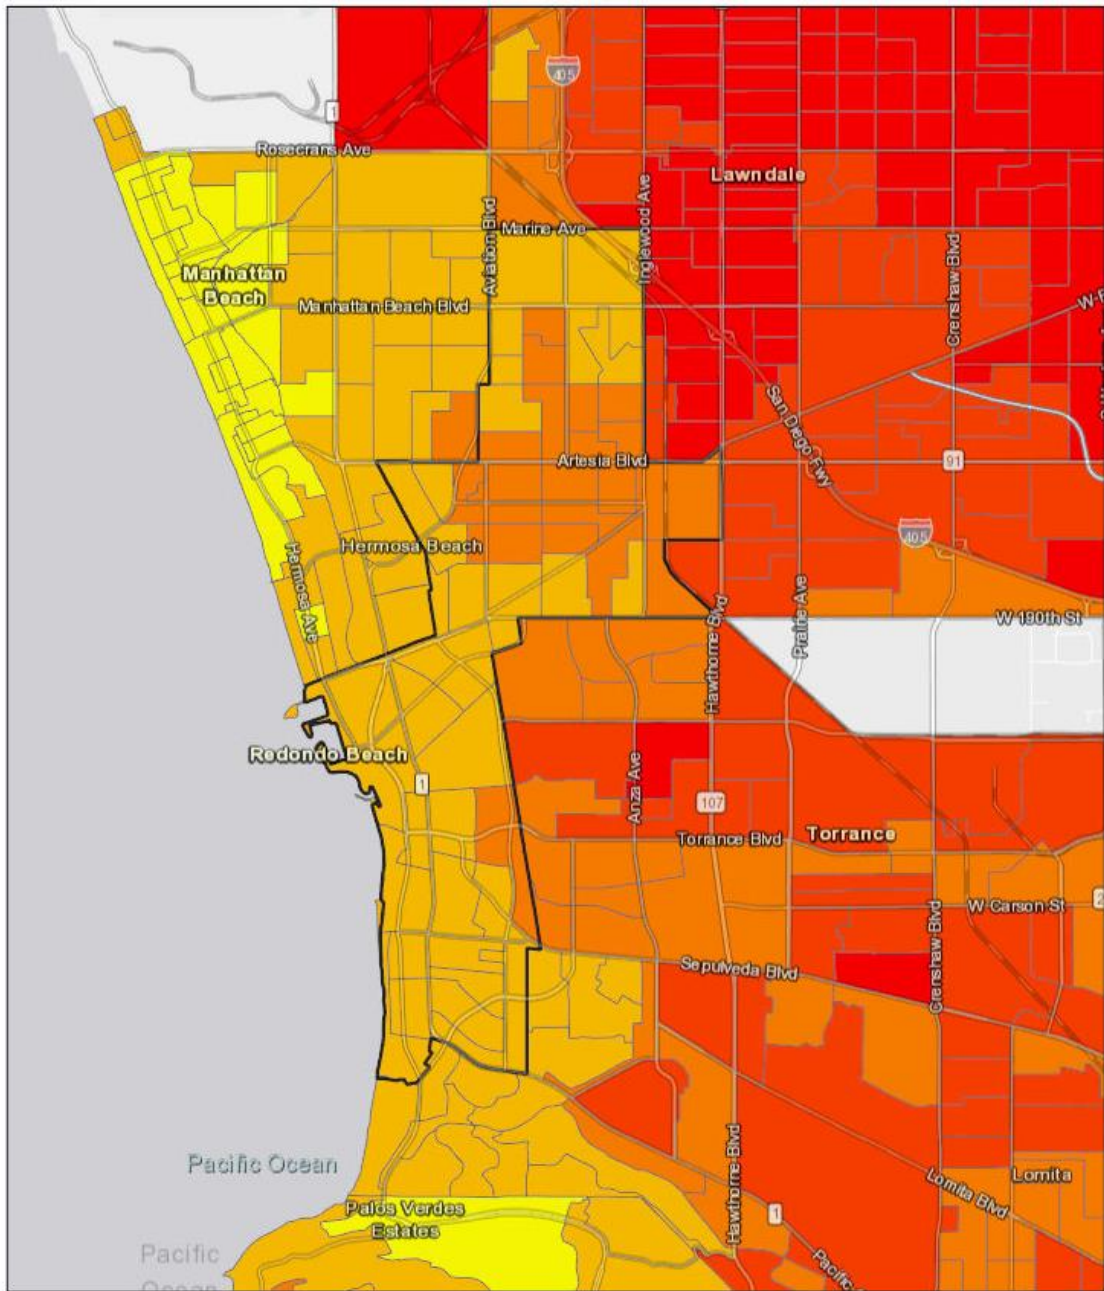 405
1
Rosecrans Ave
Lawndale
Inglewood Ave
Marine Ave
Aviation Blvd
Crenshaw Blvd
Manhattan
Beach
Manhattan Beach Blvd
San Diego Fwy
Artesia Blvd
91
405
Hermosa Beach
Hermosa Ave
Prairie Ave
W 190th St
Hawthorne Blvd
Redondo Beach
1
Anza Ave
107
Torrance Blvd
Torrance
W Carson St
2
Crenshaw Blvd
Sepulveda Blvd
Pacific Ocean
Hawthorne Blvd
Lomita
Lomita Blvd
Palos Verdes
Estates
1
Pacific
Ocean
Pacific